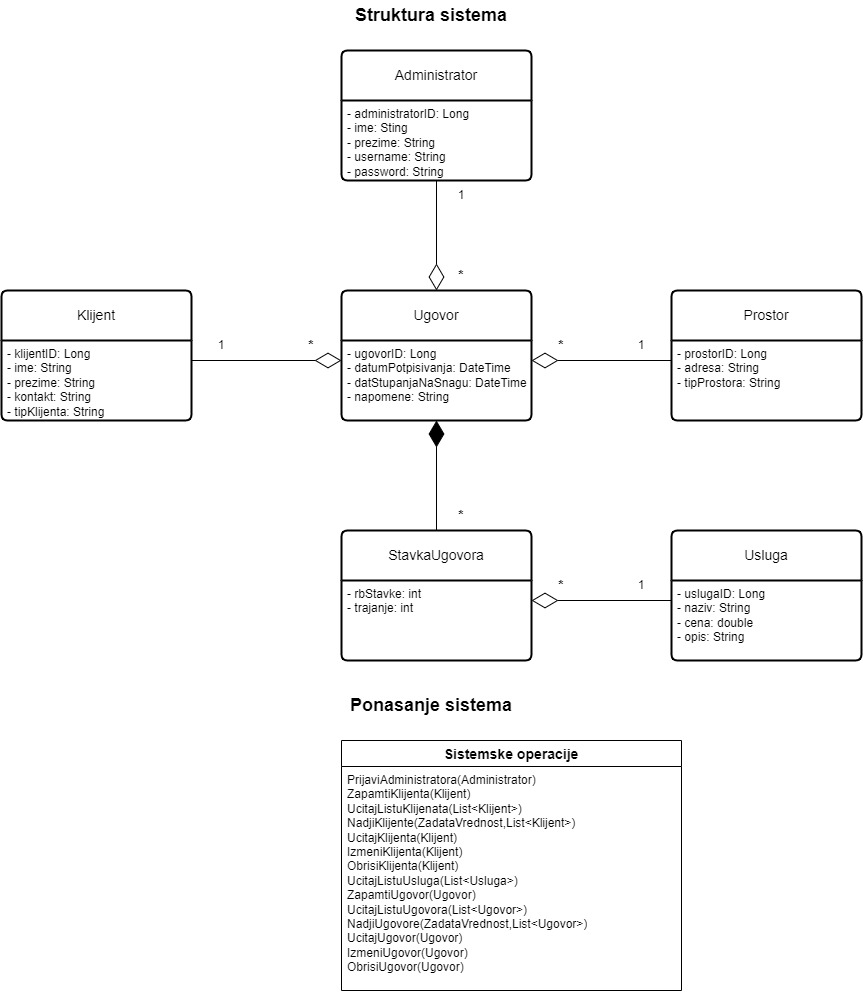 Struktura sistema
Administrator
- administratorID: Long
- ime: Sting
- prezime: String
- username: String
- password: String
1
*
Klijent
- klijentID: Long
- ime: String
- prezime: String
- kontakt: String
- tipKlijenta: String
1
*
Ugovor
- ugovorID: Long
- datumPotpisivanja: DateTime
- datStupanjaNaSnagu: DateTime
- napomene: String
*
1
Prostor
- prostorID: Long
- adresa: String
- tipProstora: String
*
StavkaUgovora
- rbStavke: int
- trajanje: int
*
1
Usluga
- uslugaID: Long
- naziv: String
- cena: double
- opis: String
Ponasanje sistema
Sistemske operacije
PrijaviAdministratora(Administrator)
ZapamtiKlijenta(Klijent)
UcitajListuKlijenata(List<Klijent>)
NadjiKlijente(ZadataVrednost,List<Klijent>)
UcitajKlijenta(Klijent)
IzmeniKlijenta(Klijent)
ObrisiKlijenta(Klijent)
UcitajListuUsluga(List<Usluga>)
ZapamtiUgovor(Ugovor)
UcitajListuUgovora(List<Ugovor>)
NadjiUgovore(ZadataVrednost,List<Ugovor>)
UcitajUgovor(Ugovor)
IzmeniUgovor(Ugovor)
ObrisiUgovor(Ugovor)